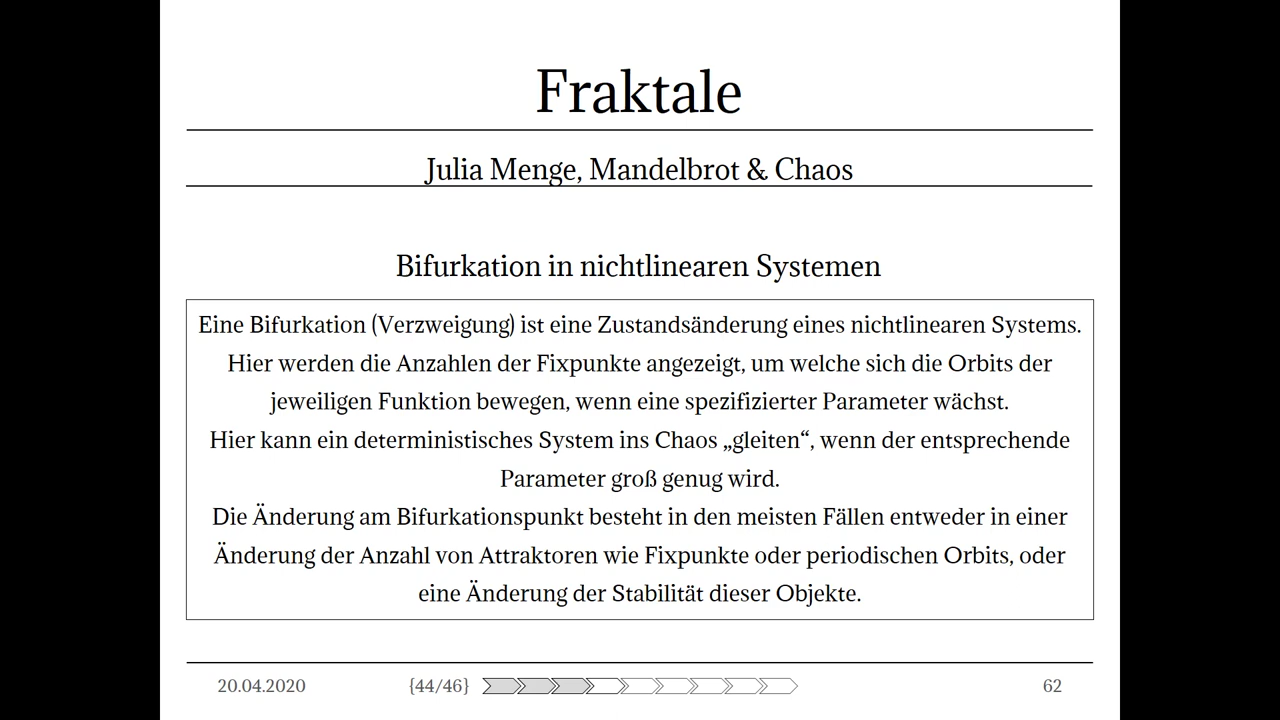 Fraktale
Julia Menge, Mandelbrot & Chaos
Bifurkation in nichtlinearen Systemen
Eine Bifurkation (Verzweigung) ist eine Zustandsänderung eines nichtlinearen Systems.
Hier werden die Anzahlen der Fixpunkte angezeigt, um welche sich die Orbits der
jeweiligen Funktion bewegen, wenn eine spezifizierter Parameter wächst.
Hier kann ein deterministisches System ins Chaos „gleiten“, wenn der entsprechende
Parameter groß genug wird.
Die Änderung am Bifurkationspunkt besteht in den meisten Fällen entweder in einer
Änderung der Anzahl von Attraktoren wie Fixpunkte oder periodischen Orbits, oder
eine Änderung der Stabilität dieser Objekte.
20.04.2020 {44/46} 62